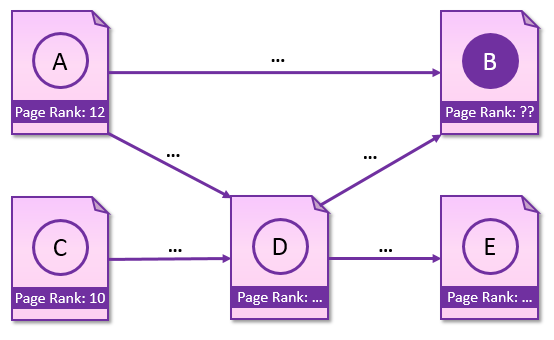 A
...
B
Page Rank: 12
Page Rank: ??
...
...
C
...
D
...
E
Page Rank: 10
Page Rank: ...
Page Rank: ...